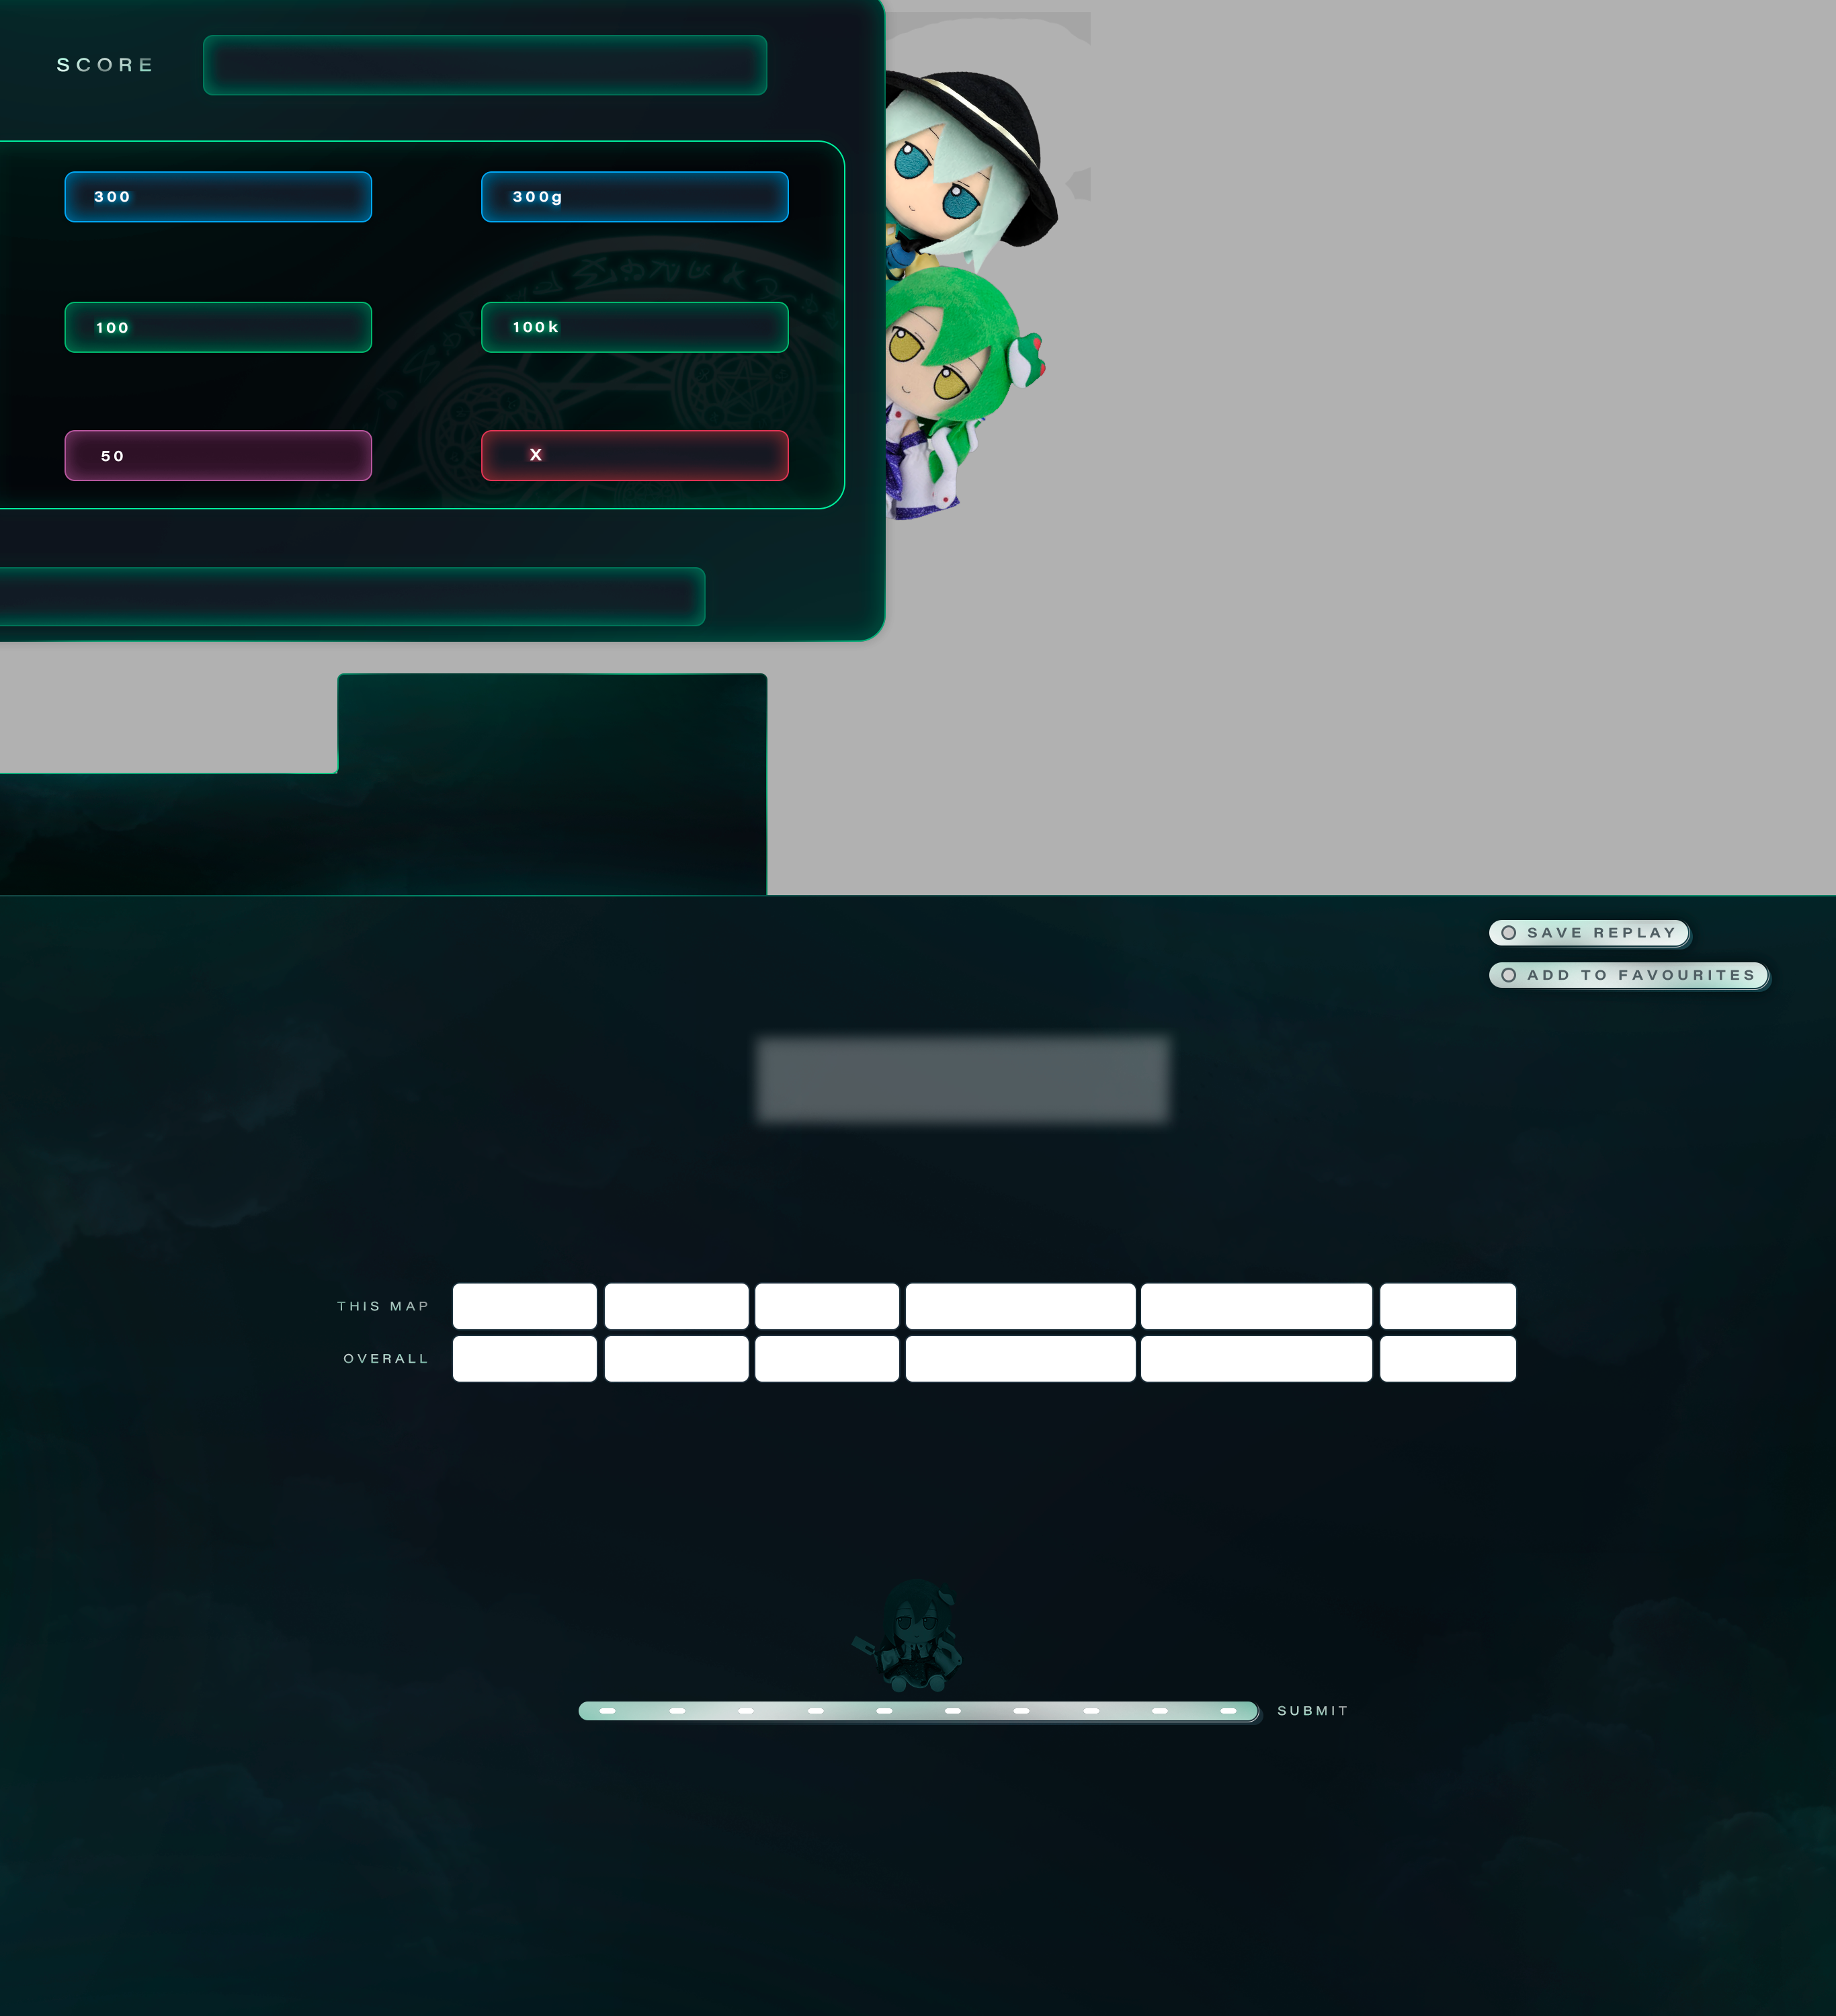 SCORE
300
300g
100
100k
50
X
SAVE REPLAY
ADD TO FAVOURITES
THIS MAP
OVERALL
SUBMIT